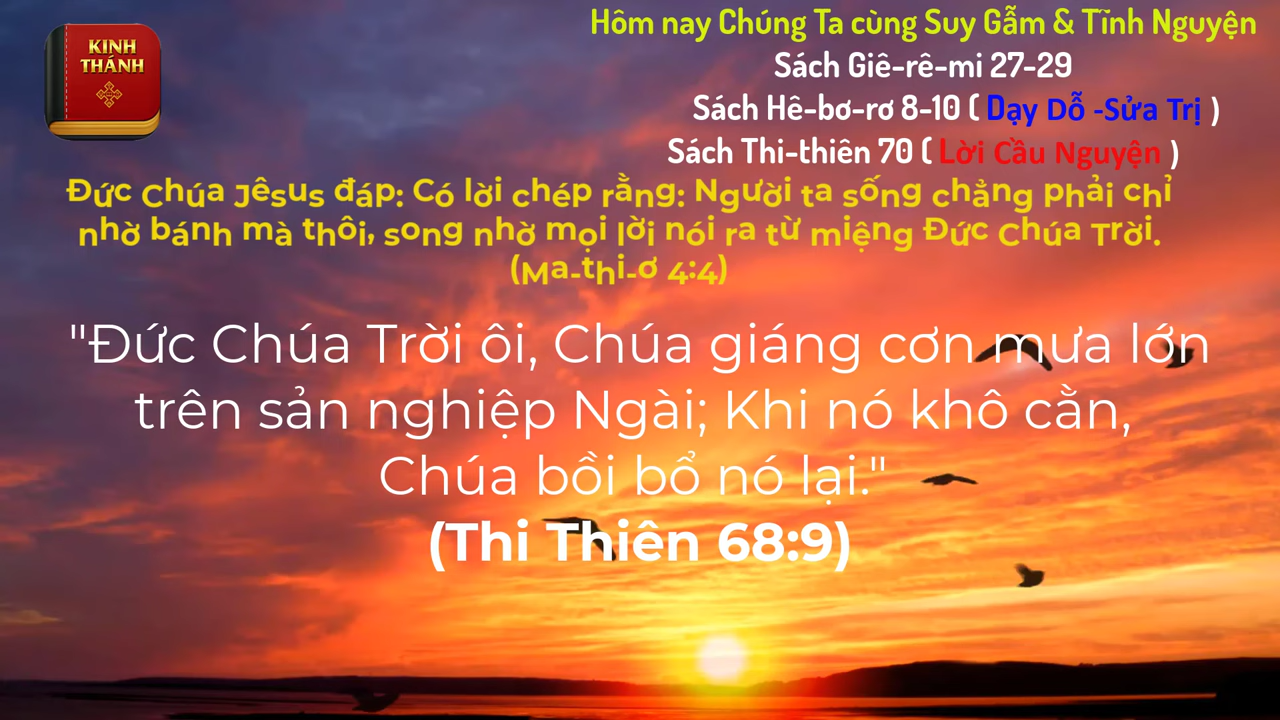 KINH
THÁNH
Hôm nay Chúng Ta cùng Suy Gẫm & Tĩnh Nguyện
Sách Giê-rê-mi 27-29
Sách Hê-bơ-rơ 8-10 ( Dạy Dỗ -Sửa Trị )
Sách Thi-thiên 70 ( Lời Cầu Nguyện )
Đức Chúa Jêsus đáp: Có lời chép rằng: Người ta sống chẳng phải chỉ
nhờ bánh mà thôi, song nhờ mọi lời nói ra từ miệng Đức Chúa Trời.
(Ma-thi-ơ 4:4)
"Đức Chúa Trời ôi, Chúa giáng cơn mưa lớn
trên sản nghiệp Ngài; Khi nó khô cằn,
Chúa bồi bổ nó lại."
(Thi Thiên 68:9)